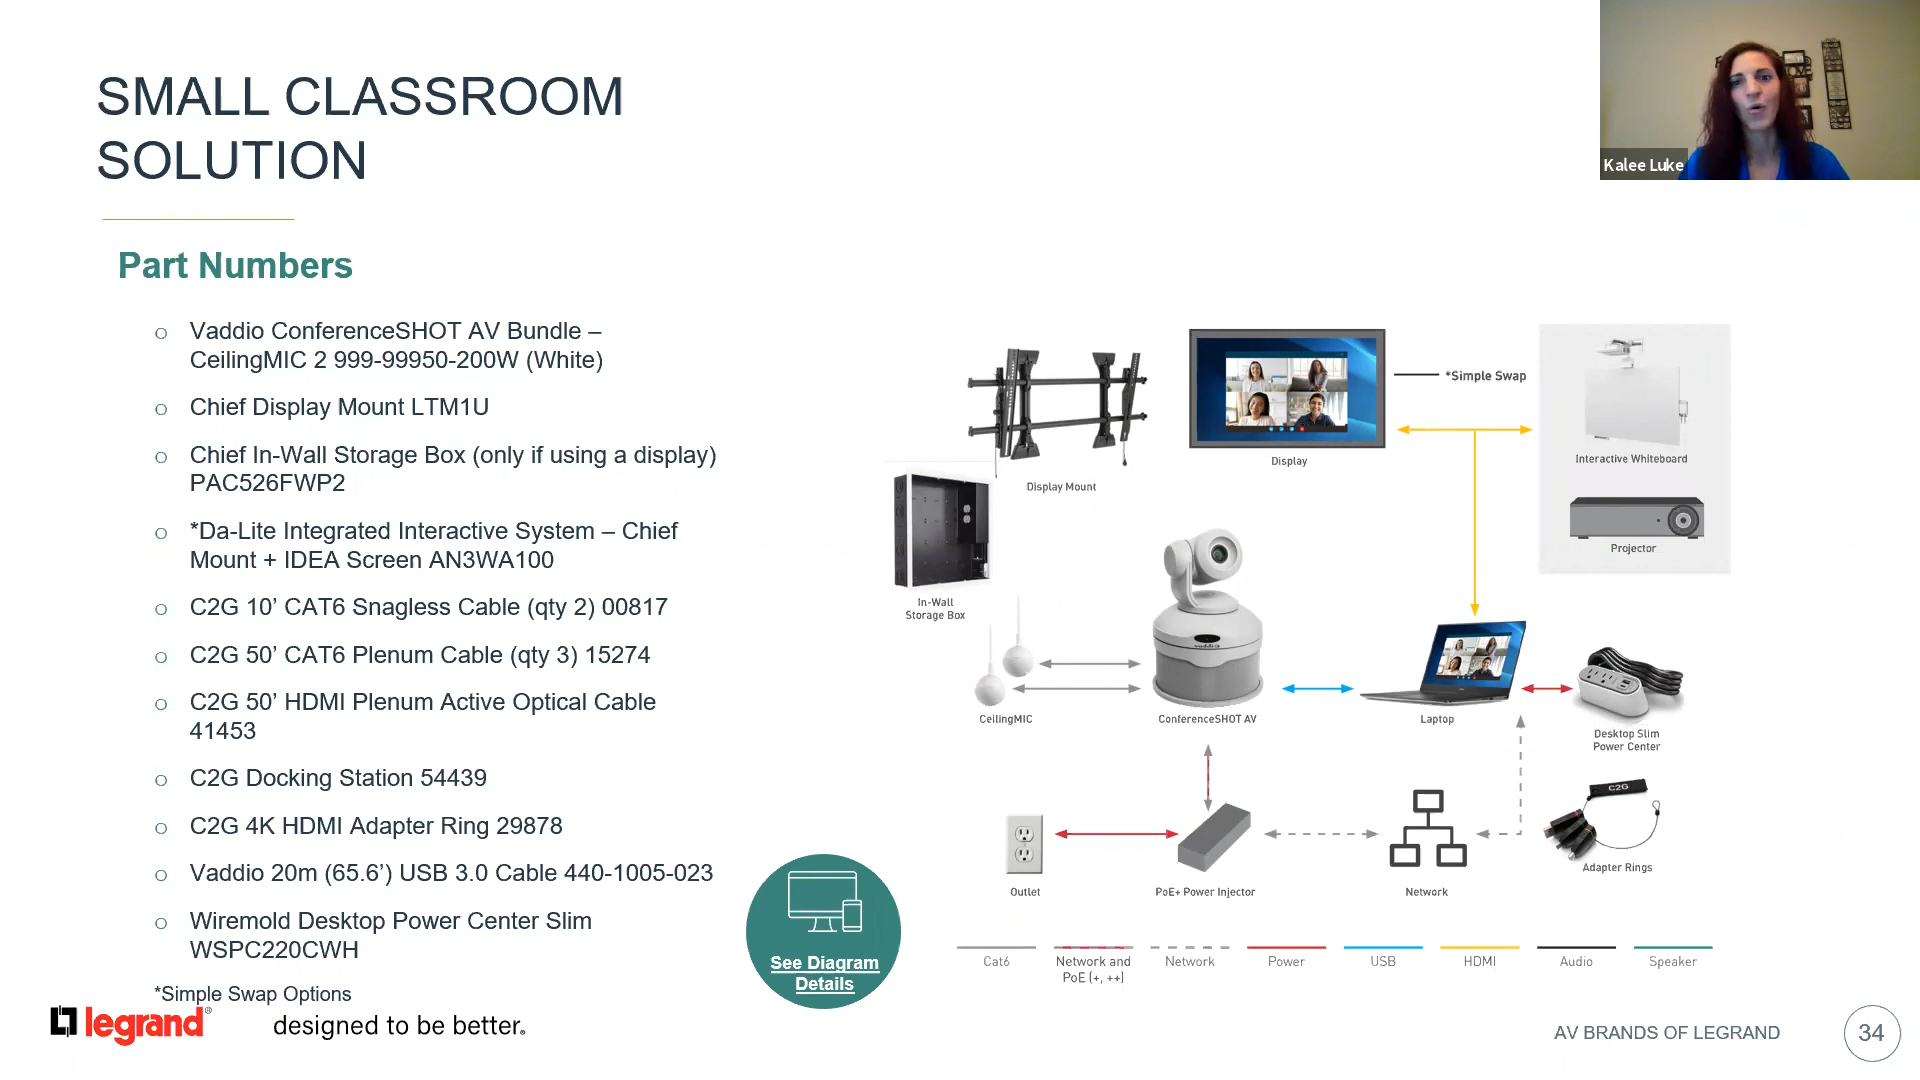 SMALL CLASSROOM
SOLUTION
Kalee Luke
Part Numbers
o Vaddio ConferenceSHOT AV Bundle –
CeilingMIC 2 999-99950-200W (White)
o Chief Display Mount LTM1U
o Chief In-Wall Storage Box (only if using a display)
PAC526FWP2
o *Da-Lite Integrated Interactive System – Chief
Mount + IDEA Screen AN3WA100
o C2G 10’ CAT6 Snagless Cable (qty 2) 00817
o C2G 50’ CAT6 Plenum Cable (qty 3) 15274
o C2G 50’ HDMI Plenum Active Optical Cable
41453
o C2G Docking Station 54439
o C2G 4K HDMI Adapter Ring 29878
o Vaddio 20m (65.6’) USB 3.0 Cable 440-1005-023
o Wiremold Desktop Power Center Slim
WSPC220CWH
*Simple Swap Options
Display Mount
Display
*Simple Swap
Interactive Whiteboard
Projector
In-Wall
Storage Box
CeilingMIC
vaddio
ConferenceSHOT AV
Laptop
Desktop Slim
Power Center
C2G
Adapter Rings
Outlet
PoE+ Power Injector
Network
See Diagram
Details
Cat6
Network and
PoE (+, ++)
Network
Power
USB
HDMI
Audio
Speaker
legrand®
designed to be better.
AV BRANDS OF LEGRAND
34